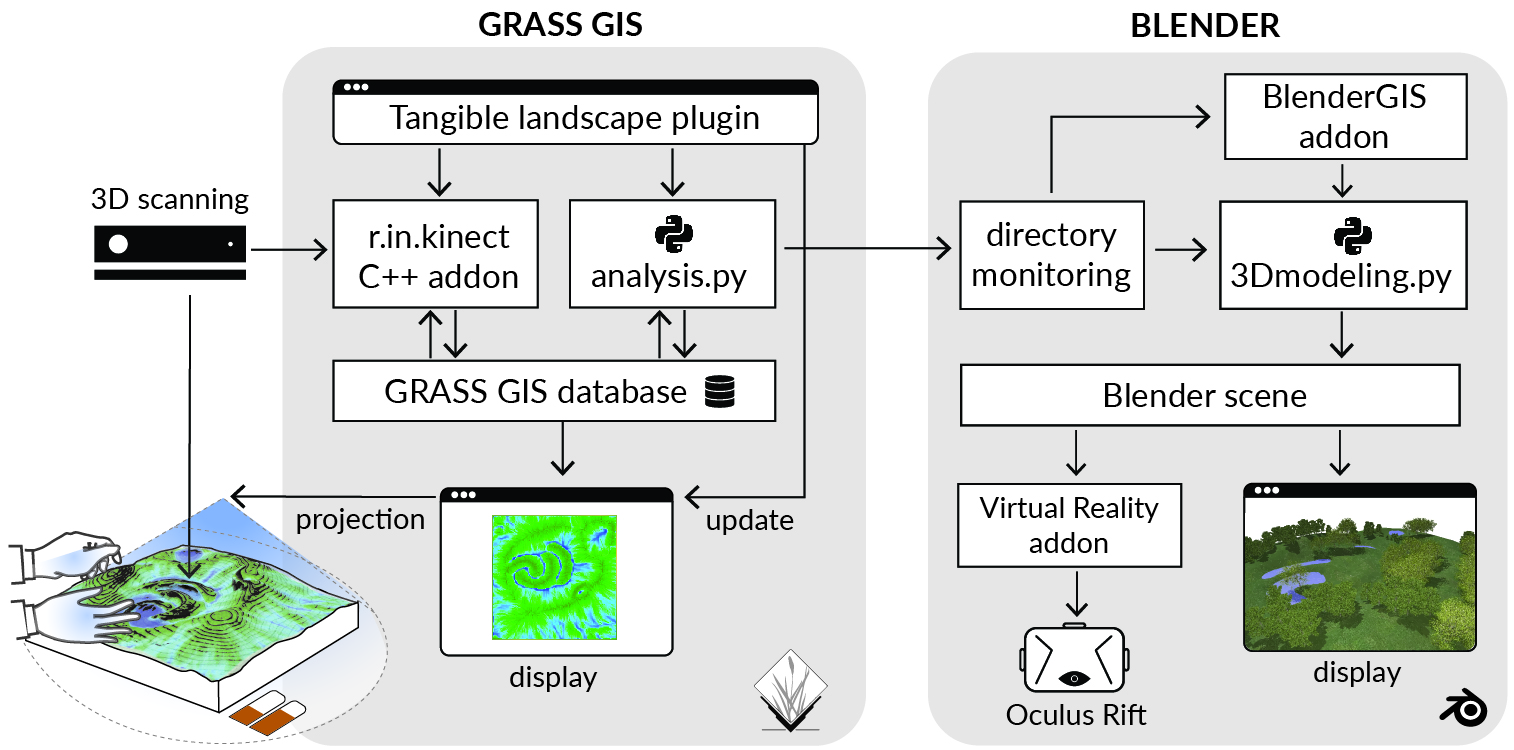 GRASS GIS
Tangible landscape plugin
3D scanning
r.in.kinect
C++ addon
analysis.py
GRASS GIS database
projection
update
display
BLENDER
BlenderGIS
addon
directory
monitoring
3Dmodeling.py
Blender scene
Virtual Reality
addon
Oculus Rift
display